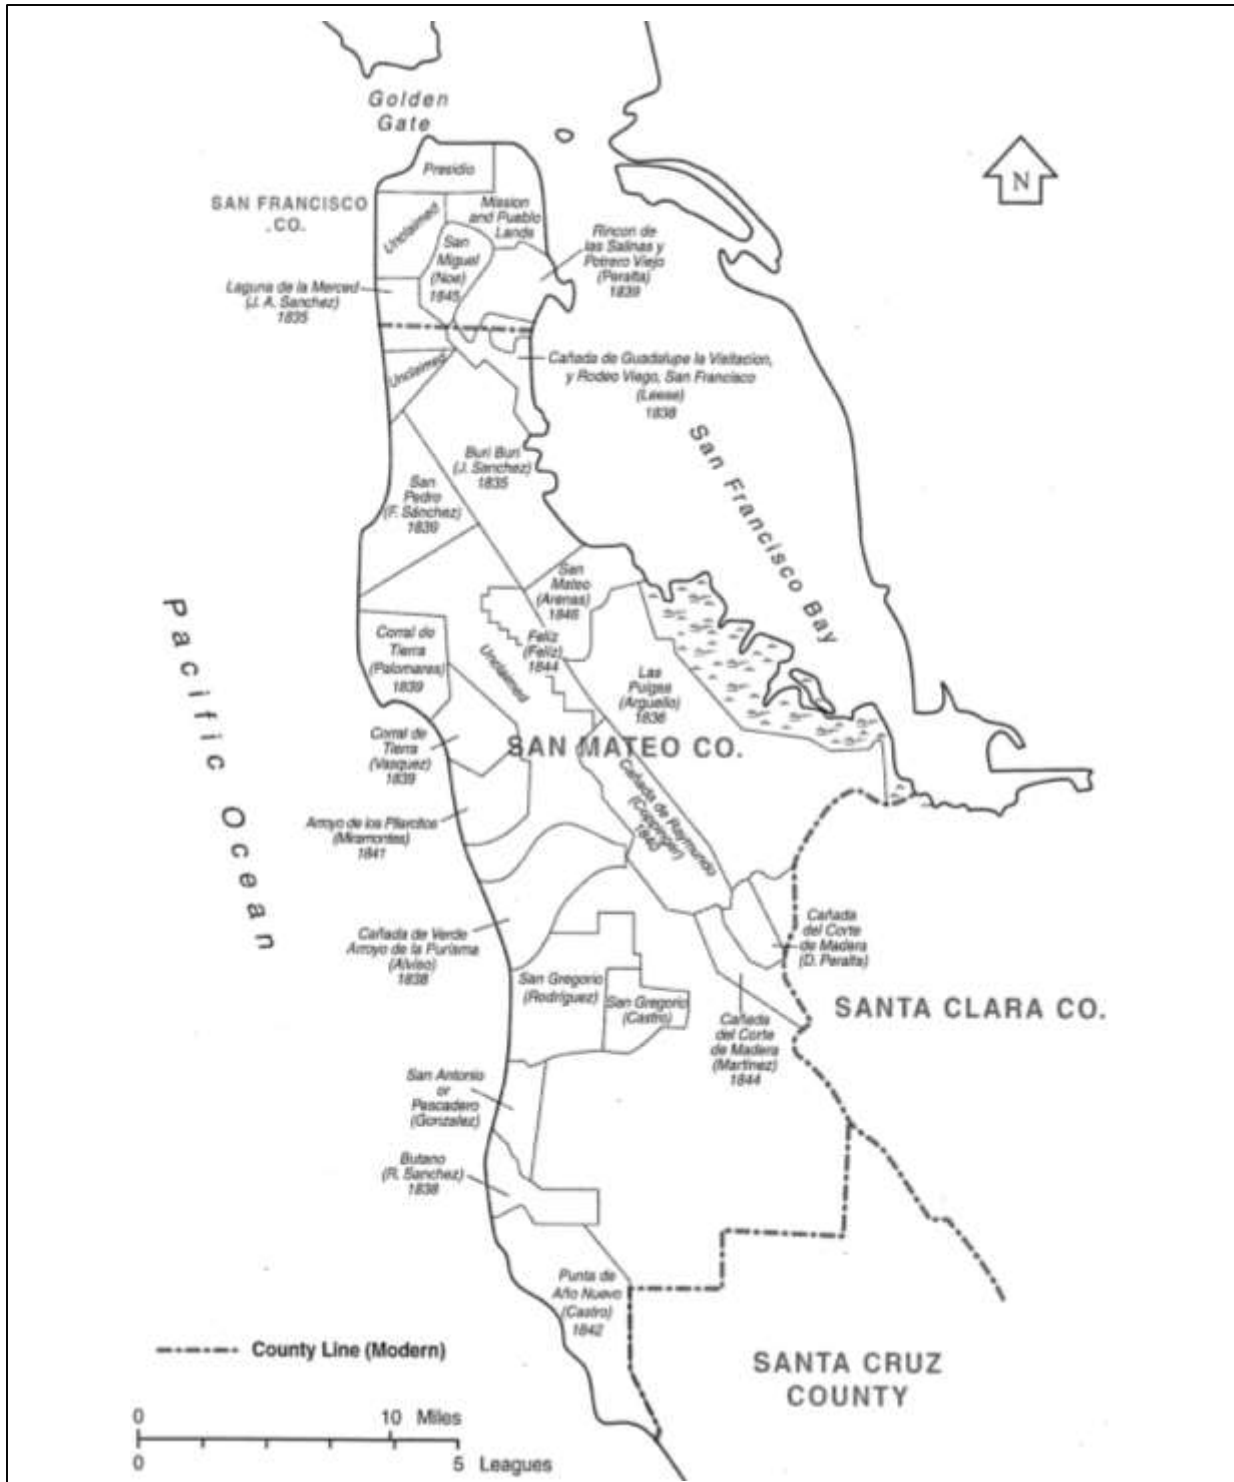 Golden
Gate
Presidio
SAN FRANCISCO
.CO.
Unclaimed
Mission
and Pueblo
Lands
San
Miguel
(Noe)
1845
Rincon de
las Salinas y
Potrero Viejo
(Peralta)
1839
Laguna de la Merced
(J. A. Sanchez)
1835
Unclaimed
Cañada de Guadalupe la Visitacion,
y Rodeo Viego, San Francisco
(Leese)
1838
San Francisco Bay
Buri Buri
(J. Sanchez)
1835
San
Pedro
(F. Sánchez)
1839
San
Mateo
(Arenas)
1846
Feliz
(Feliz)
1844
Unclaimed
Corral de
Tierra
(Palomares)
1839
Las
Pulgas
(Arguello)
1836
Pacific Ocean
Corral de
Tierra
(Vasquez)
1839
SAN MATEO CO.
Cañada de Raymundo
(Coppinger)
1840
Arroyo de los Pilarcitos
(Miramontes)
1841
Cañada de Verde
Arroyo de la Purisma
(Alviso)
1838
Cañada
del Corte
de Madera
(D. Peralta)
San Gregorio
(Rodríguez)
San Gregorio
(Castro)
SANTA CLARA CO.
Cañada
del Corte
de Madera
(Martínez)
1844
San Antonio
or
Pescadero
(Gonzalez)
Butano
(R. Sanchez)
1838
Punta de
Año Nuevo
(Castro)
1842
County Line (Modern)
SANTA CRUZ
COUNTY
0 10 Miles
0 5 Leagues
N